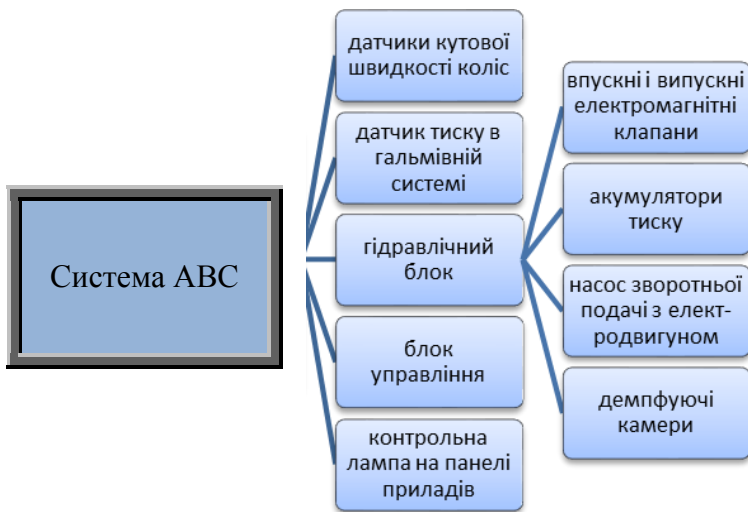 Система АВС
датчики кутової
швидкості коліс
датчик тиску в
гальмівній
системі
гідравлічний
блок
блок
управління
контрольна
лампа на панелі
приладів
впускні і випускні
електромагнітні
клапани
акумулятори
тиску
насос зворотньої
подачі з елект-
родвигуном
демпфуючі
камери